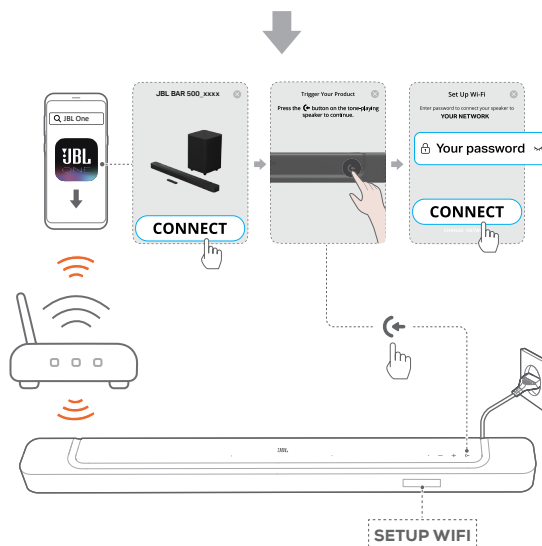 JBL BAR 500_xxxx
CONNECT
Trigger Your Product
Press the button on the tone-playing
speaker to continue.
Set Up Wi-Fi
Enter password to connect your speaker to
YOUR NETWORK
Your password
CONNECT
JBL One
JBL
ONE
JBL
SETUP WIFI